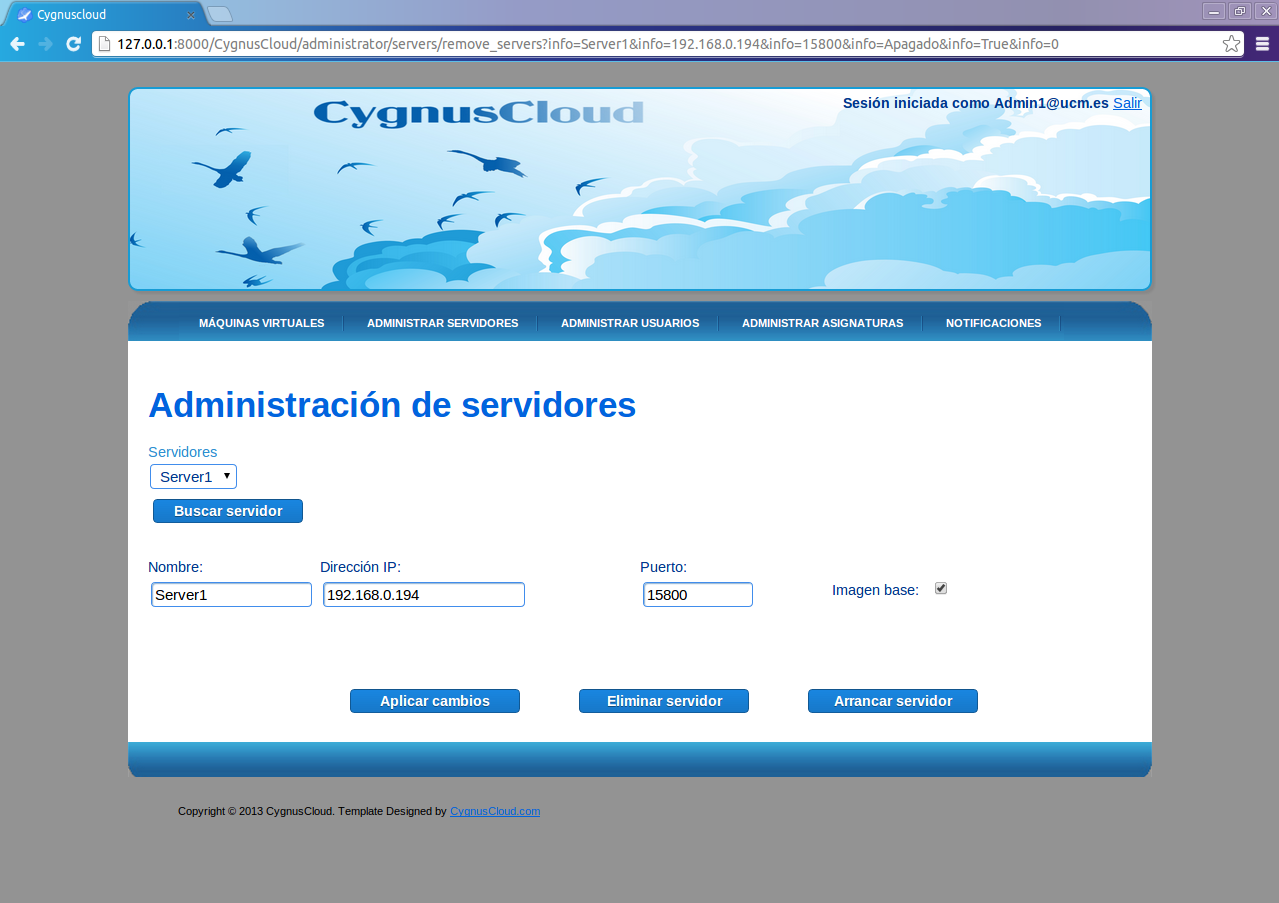 Cygnuscloud
127.0.0.1:8000/CygnusCloud/administrator/servers/remove_servers?info=Server1&info=192.168.0.194&info=15800&info=Apagado&info=True&info=0
CygnusCloud
Sesión iniciada como Admin1@ucm.es Salir
MÁQUINAS VIRTUALES ADMINISTRAR SERVIDORES ADMINISTRAR USUARIOS ADMINISTRAR ASIGNATURAS NOTIFICACIONES
Administración de servidores
Servidores
Server1
Buscar servidor
Nombre: Dirección IP: Puerto:
Server1 192.168.0.194 15800 Imagen base:
Aplicar cambios Eliminar servidor Arrancar servidor
Copyright © 2013 CygnusCloud. Template Designed by CygnusCloud.com